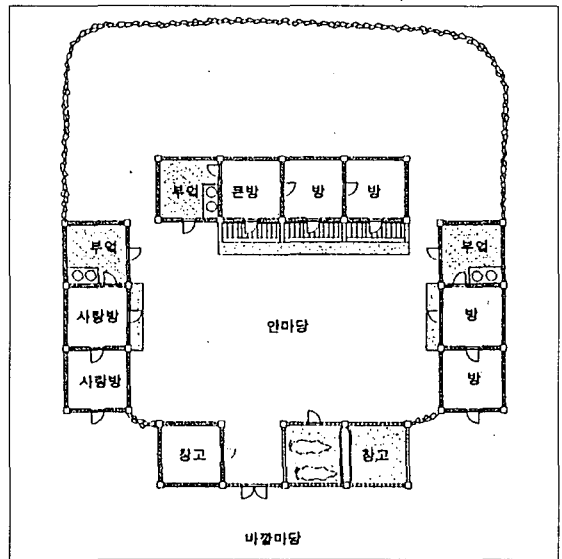 부엌 큰방 방 방
부엌 부엌
사랑방 안마당 방
사랑방 방
창고 창고
바깥마당